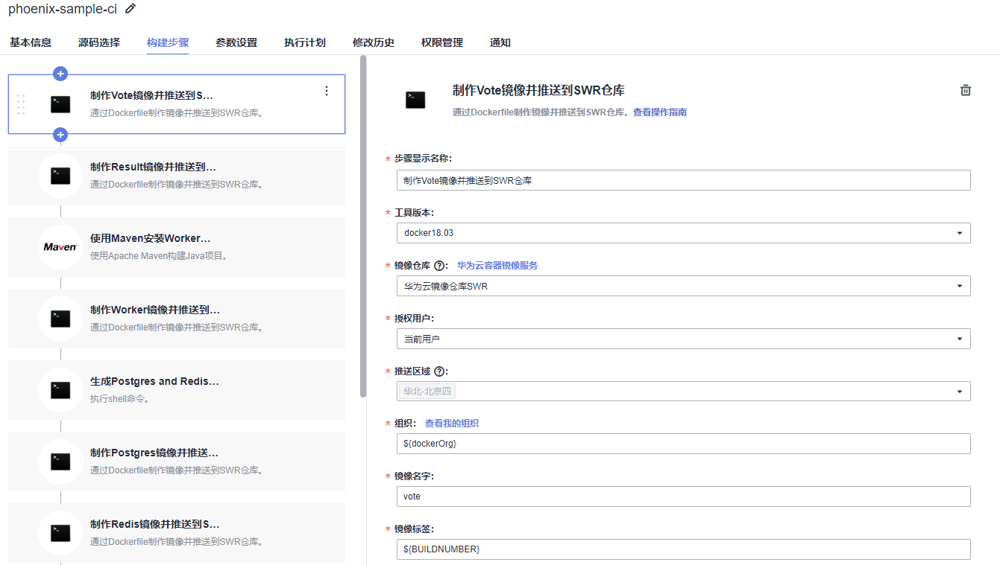 phoenix-sample-ci
基本信息 源码选择 构建步骤 参数设置 执行计划 修改历史 权限管理 通知
制作Vote镜像并推送到S...
通过Dockerfile制作镜像并推送到SWR仓库。
制作Result镜像并推送到...
通过Dockerfile制作镜像并推送到SWR仓库。
Maven
使用Maven安装Worker...
使用Apache Maven构建Java项目。
制作Worker镜像并推送到...
通过Dockerfile制作镜像并推送到SWR仓库。
生成Postgres and Redis...
执行shell命令。
制作Postgres镜像并推送...
通过Dockerfile制作镜像并推送到SWR仓库。
制作Redis镜像并推送到S...
通过Dockerfile制作镜像并推送到SWR仓库。
制作Vote镜像并推送到SWR仓库
通过Dockerfile制作镜像并推送到SWR仓库。查看操作指南
* 步骤显示名称:
制作Vote镜像并推送到SWR仓库
* 工具版本:
docker18.03
* 镜像仓库 ?: 华为云容器镜像服务
华为云镜像仓库SWR
* 授权用户:
当前用户
* 推送区域 ?:
华北-北京四
* 组织: 查看我的组织
${dockerOrg}
* 镜像名字:
vote
* 镜像标签:
${BUILDNUMBER}